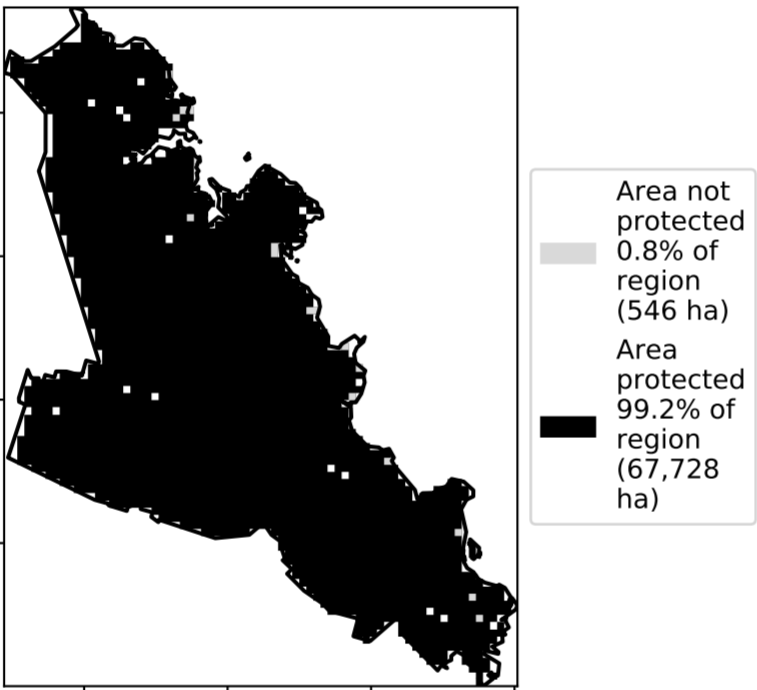 Area not
protected
0.8% of
region
(546 ha)
Area
protected
99.2% of
region
(67,728
ha)